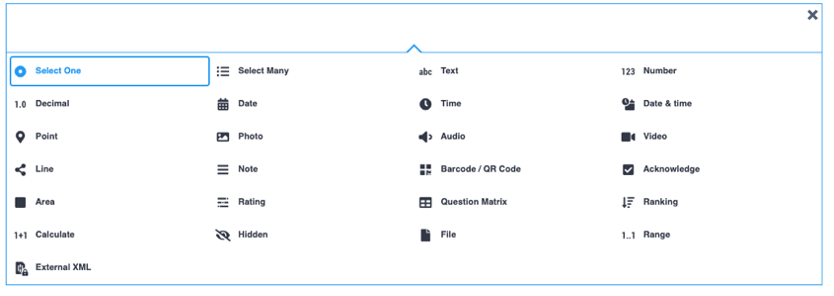 Select One Select Many abc Text 123 Number
1.0 Decimal Date Time Date & time
Point Photo Audio Video
Line Note Barcode / QR Code Acknowledge
Area Rating Question Matrix Ranking
1+1 Calculate Hidden File 1..1 Range
External XML